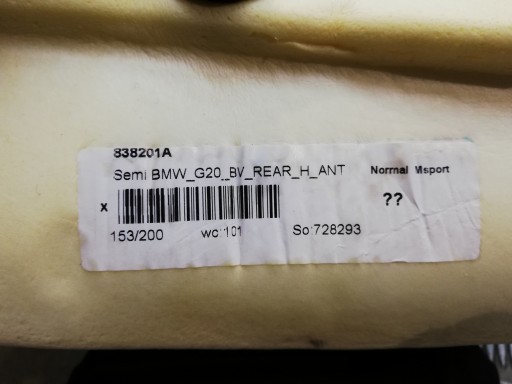 838201A
Semi BMW_G20_BV_REAR_H_ANT Normal Msport
x ??
153/200 wc:101 So:728293